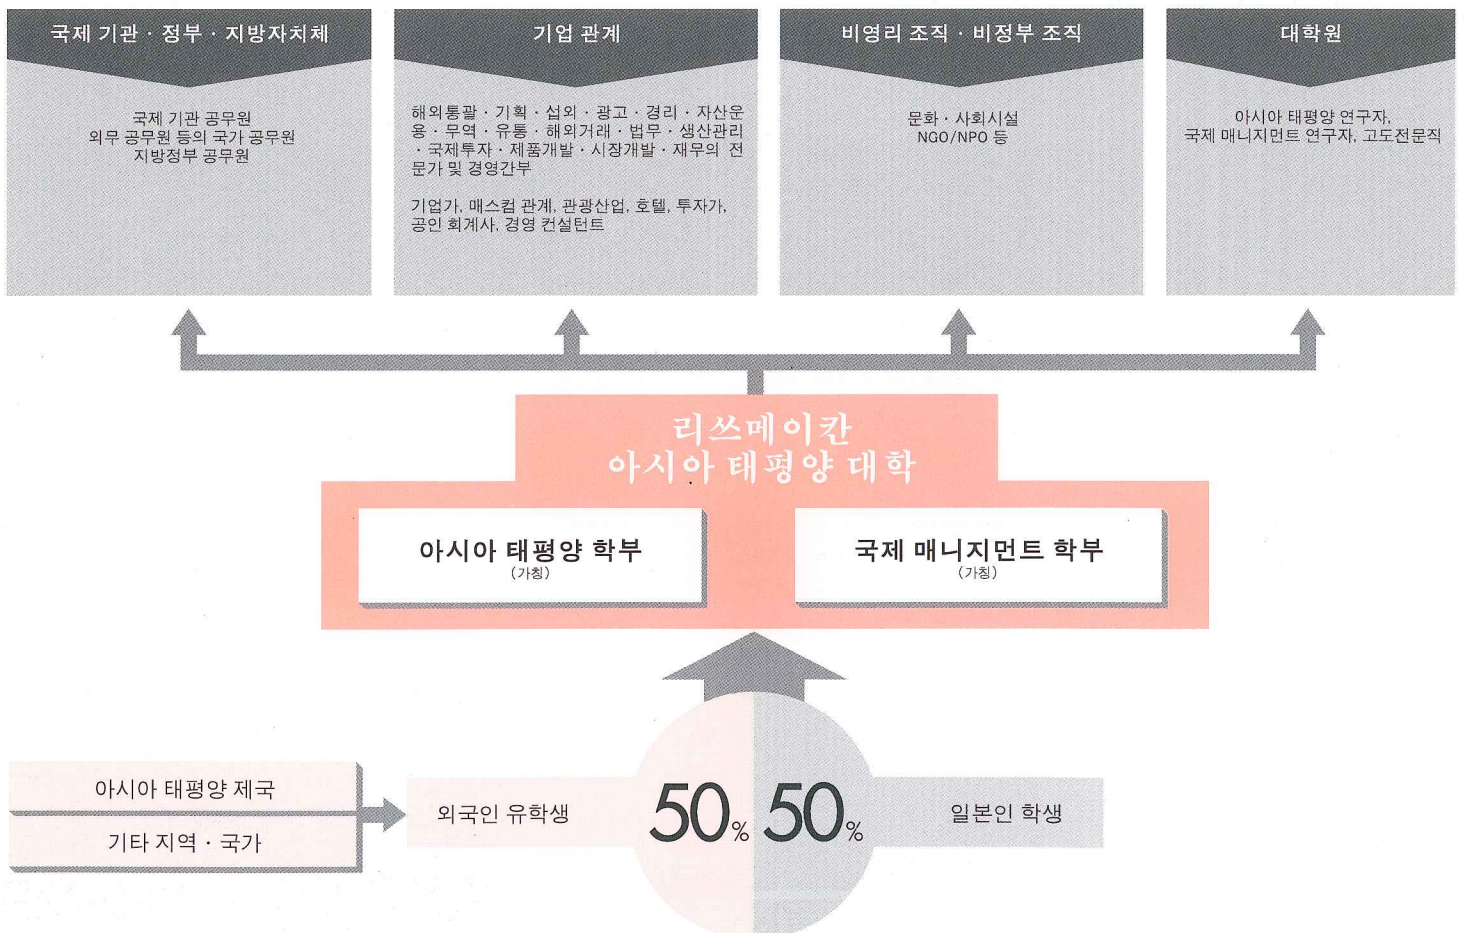 국제 기관 · 정부 · 지방자치체
국제 기관 공무원
외무 공무원 등의 국가 공무원
지방정부 공무원
기업 관계
해외통괄 · 기획 · 섭외 · 광고 · 경리 · 자산운
용 · 무역 · 유통 · 해외거래 · 법무 · 생산관리
· 국제투자 · 제품개발 · 시장개발 · 재무의 전
문가 및 경영간부
기업가, 매스컴 관계, 관광산업, 호텔, 투자가,
공인 회계사, 경영 컨설턴트
비영리 조직 · 비정부 조직
문화 · 사회시설
NGO/NPO 등
대학원
아시아 태평양 연구자,
국제 매니지먼트 연구자, 고도전문직
리쓰메이칸
아시아 태평양 대학
아시아 태평양 학부
(가칭)
국제 매니지먼트 학부
(가칭)
아시아 태평양 제국
기타 지역 · 국가
외국인 유학생
50%
50%
일본인 학생